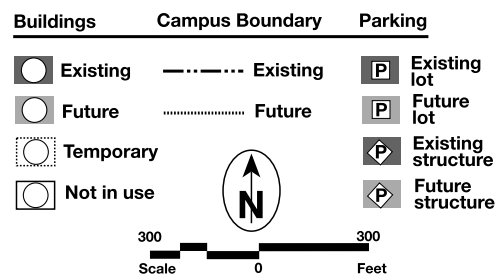 Buildings Campus Boundary Parking
Existing Existing P Existing lot
Future Future P Future lot
Temporary P Existing structure
Not in use P Future structure
N
300 300
Scale 0 Feet